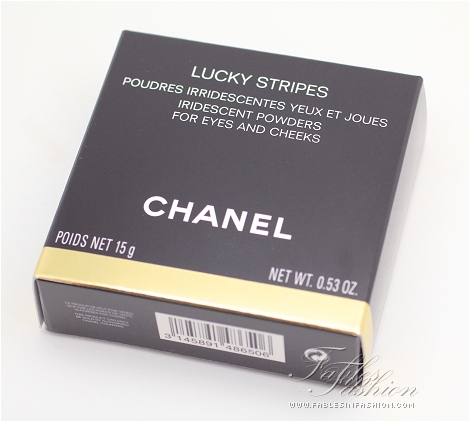 LUCKY STRIPES
POUDRES IRRIDESCENTES YEUX ET JOUES
IRIDESCENT POWDERS
FOR EYES AND CHEEKS
CHANEL
POIDS NET 15 g
NET WT. 0.53 OZ.
3 145891 486506
Fables
Fashion
WWW.FABLESINFASHION.COM